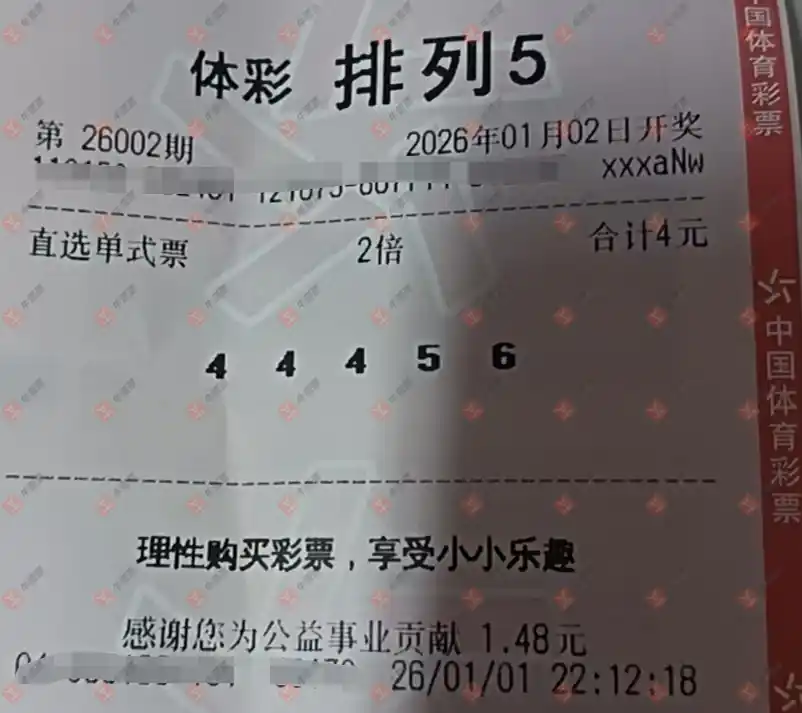 体彩 排列5
第 26002期 2026年01月02日开奖
xxxaNw
直选单式票 2倍 合计4元
4 4 4 5 6
理性购买彩票，享受小小乐趣
感谢您为公益事业贡献 1.48元
26/01/01 22:12:18
中国体育彩票
中国体育彩票